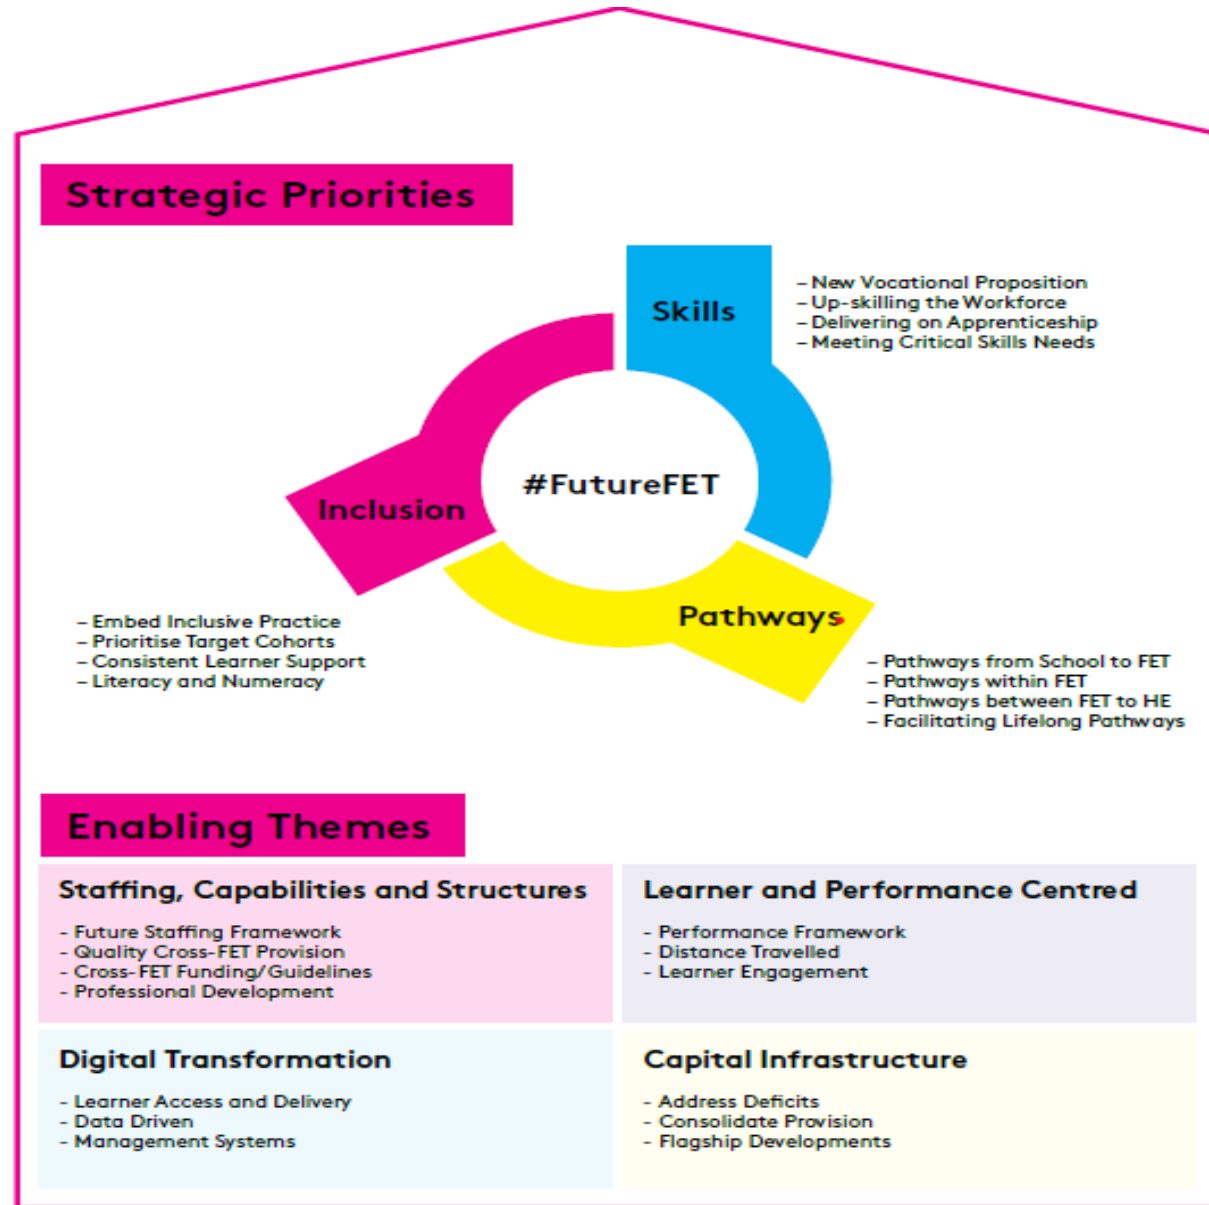 Strategic Priorities
Skills
– New Vocational Proposition
– Up-skilling the Workforce
– Delivering on Apprenticeship
– Meeting Critical Skills Needs
#FutureFET
Inclusion
– Embed Inclusive Practice
– Prioritise Target Cohorts
– Consistent Learner Support
– Literacy and Numeracy
Pathways
– Pathways from School to FET
– Pathways within FET
– Pathways between FET to HE
– Facilitating Lifelong Pathways
Enabling Themes
Staffing, Capabilities and Structures
- Future Staffing Framework
- Quality Cross-FET Provision
- Cross-FET Funding/Guidelines
- Professional Development
Learner and Performance Centred
- Performance Framework
- Distance Travelled
- Learner Engagement
Digital Transformation
- Learner Access and Delivery
- Data Driven
- Management Systems
Capital Infrastructure
- Address Deficits
- Consolidate Provision
- Flagship Developments